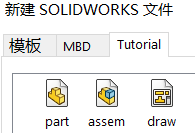 新建 SOLIDWORKS 文件
模板 MBD Tutorial
part assem draw